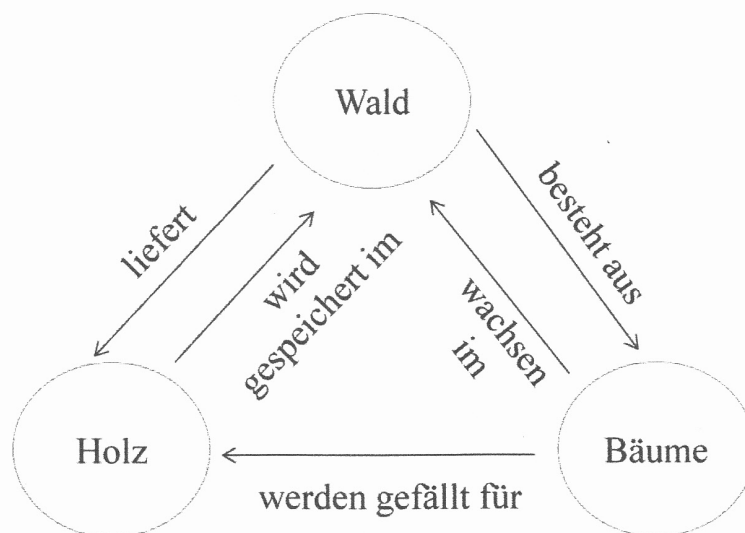 Wald
liefert
wird
gespeichert im
wachsen
im
besteht aus
Holz
Bäume
werden gefällt für